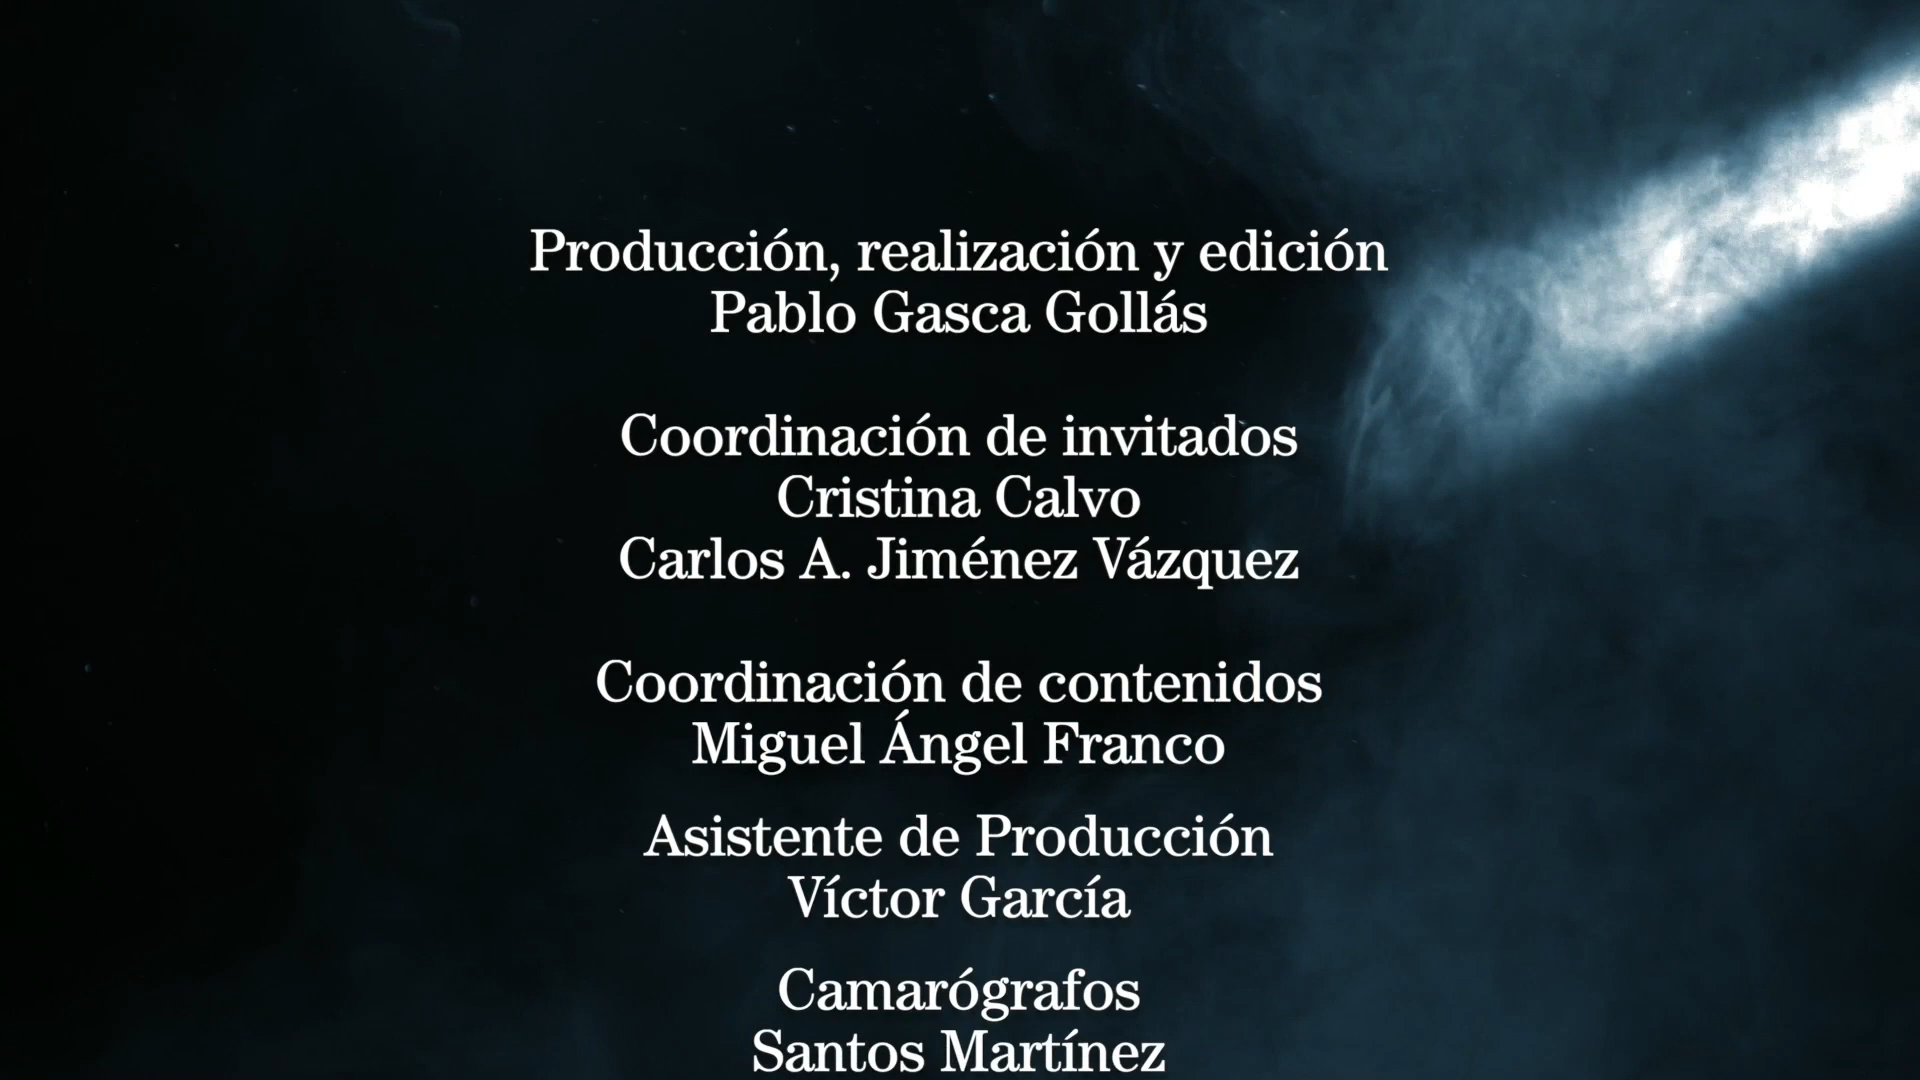 Producción, realización y edición
Pablo Gasca Gollás
Coordinación de invitados
Cristina Calvo
Carlos A. Jiménez Vázquez
Coordinación de contenidos
Miguel Ángel Franco
Asistente de Producción
Víctor García
Camarógrafos
Santos Martínez